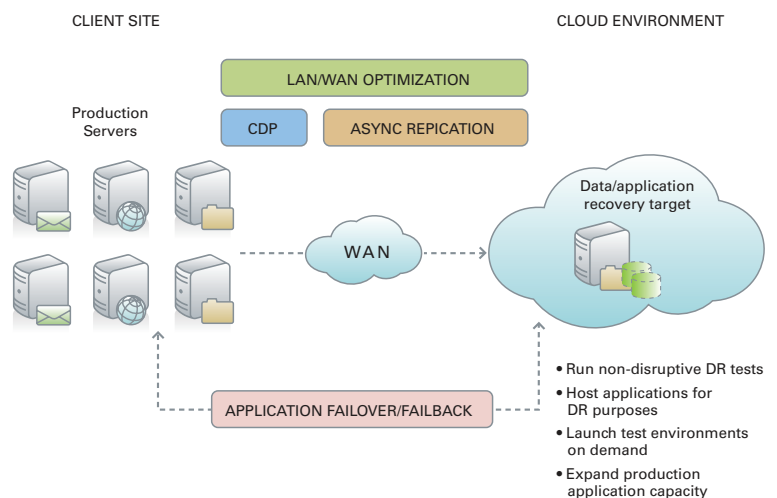 CLIENT SITE
CLOUD ENVIRONMENT
LAN/WAN OPTIMIZATION
Production
Servers
CDP
ASYNC REPICATION
Data/application
recovery target
WAN
APPLICATION FAILOVER/FAILBACK
• Run non-disruptive DR tests
• Host applications for
DR purposes
• Launch test environments
on demand
• Expand production
application capacity